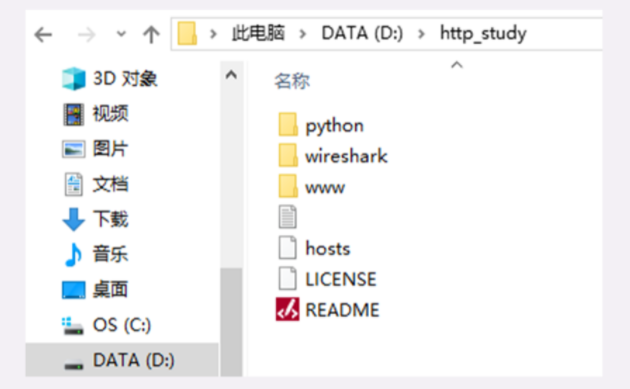 此电脑 > DATA (D:) > http_study
3D 对象
视频
图片
文档
下载
音乐
桌面
OS (C:)
DATA (D:)
名称
python
wireshark
www
hosts
LICENSE
README